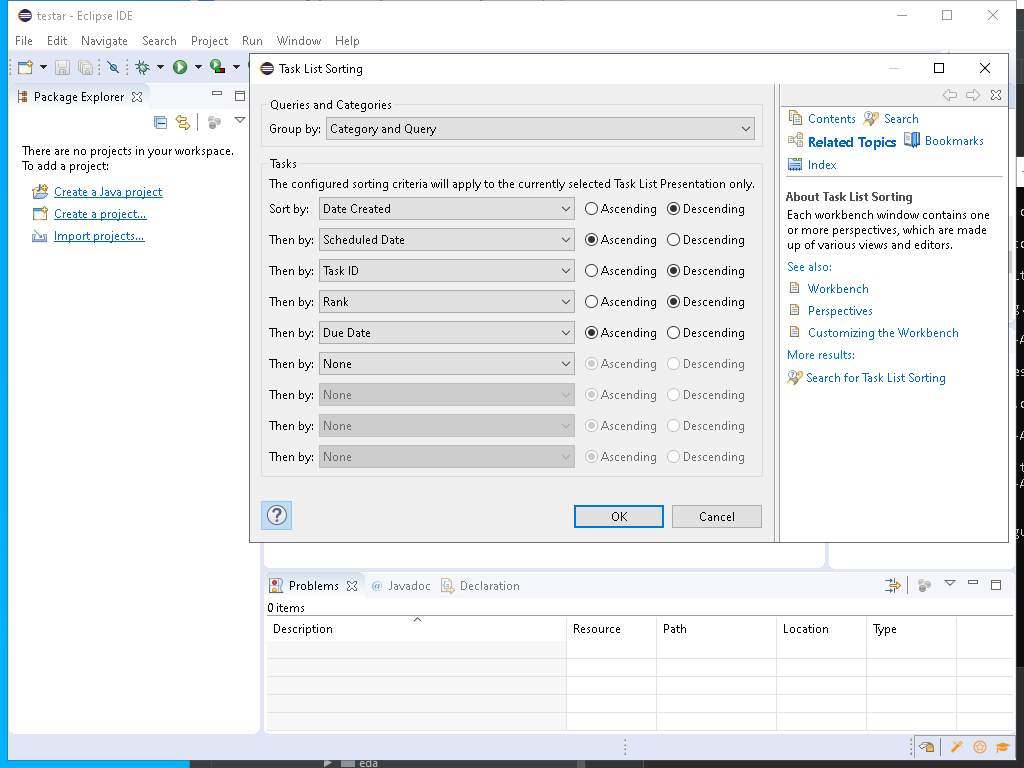 testar - Eclipse IDE
File Edit Navigate Search Project Run Window Help
Package Explorer
There are no projects in your workspace.
To add a project:
Create a Java project
Create a project...
Import projects...
Task List Sorting
Queries and Categories
Group by: Category and Query
Tasks
The configured sorting criteria will apply to the currently selected Task List Presentation only.
Sort by: Date Created Ascending Descending
Then by: Scheduled Date Ascending Descending
Then by: Task ID Ascending Descending
Then by: Rank Ascending Descending
Then by: Due Date Ascending Descending
Then by: None Ascending Descending
Then by: None Ascending Descending
Then by: None Ascending Descending
Then by: None Ascending Descending
OK Cancel
Contents Search
Related Topics Bookmarks
Index
About Task List Sorting
Each workbench window contains one
or more perspectives, which are made
up of various views and editors.
See also:
Workbench
Perspectives
Customizing the Workbench
More results:
Search for Task List Sorting
Problems @ Javadoc Declaration
0 items
Description Resource Path Location Type
eda